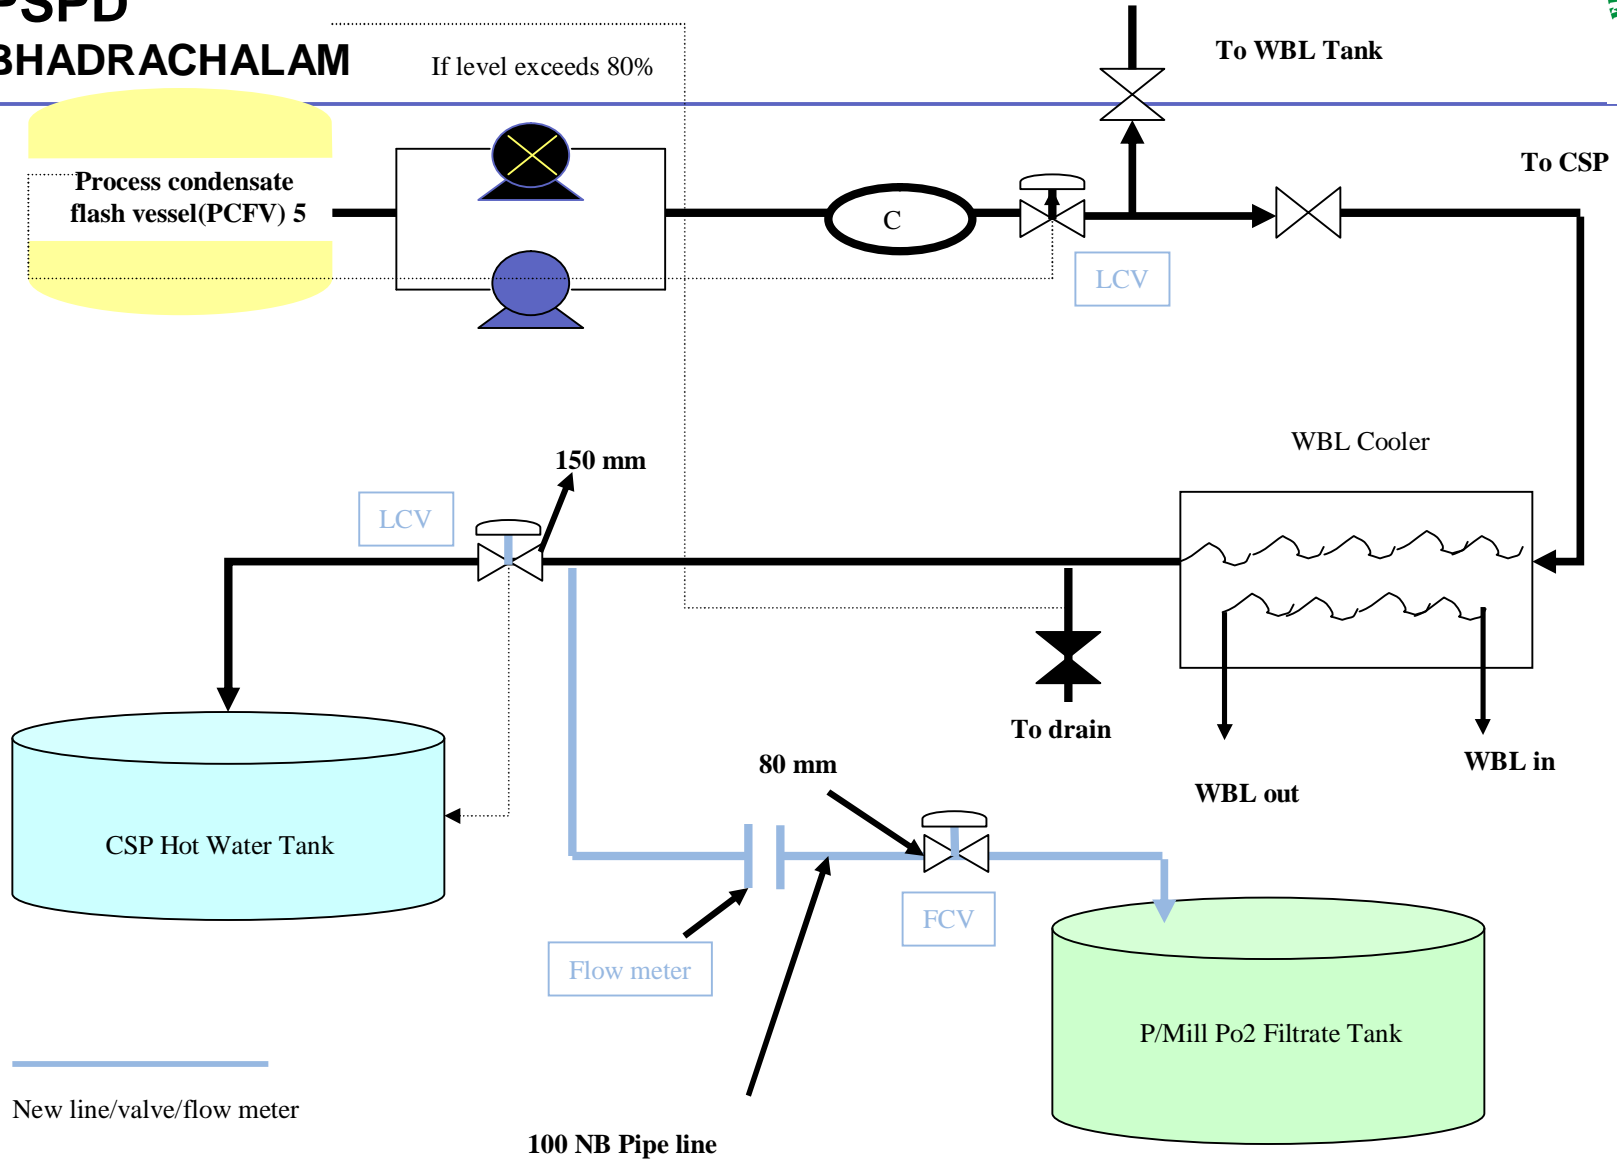 PSPD
BHADRACHALAM
If level exceeds 80%
To WBL Tank
To CSP
Process condensate
flash vessel(PCFV) 5
C
LCV
WBL Cooler
150 mm
LCV
To drain
WBL in
80 mm
WBL out
CSP Hot Water Tank
FCV
Flow meter
P/Mill Po2 Filtrate Tank
New line/valve/flow meter
100 NB Pipe line